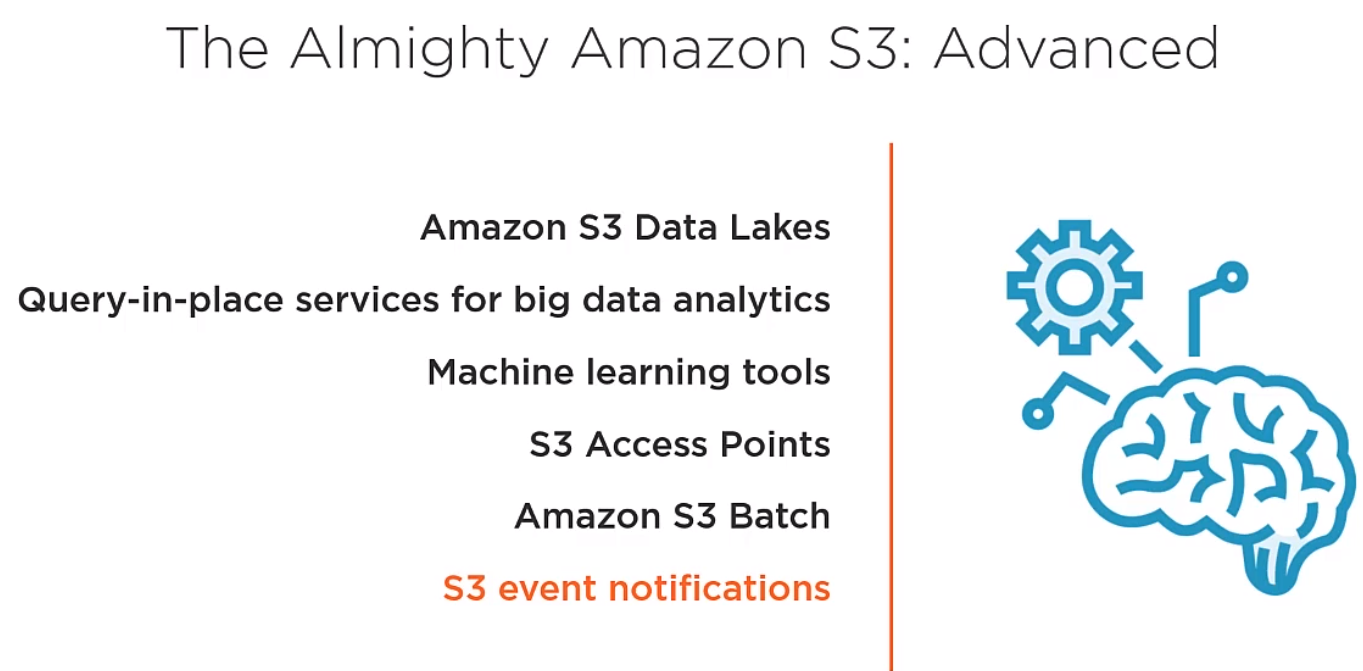 The Almighty Amazon S3: Advanced
Amazon S3 Data Lakes
Query-in-place services for big data analytics
Machine learning tools
S3 Access Points
Amazon S3 Batch
S3 event notifications